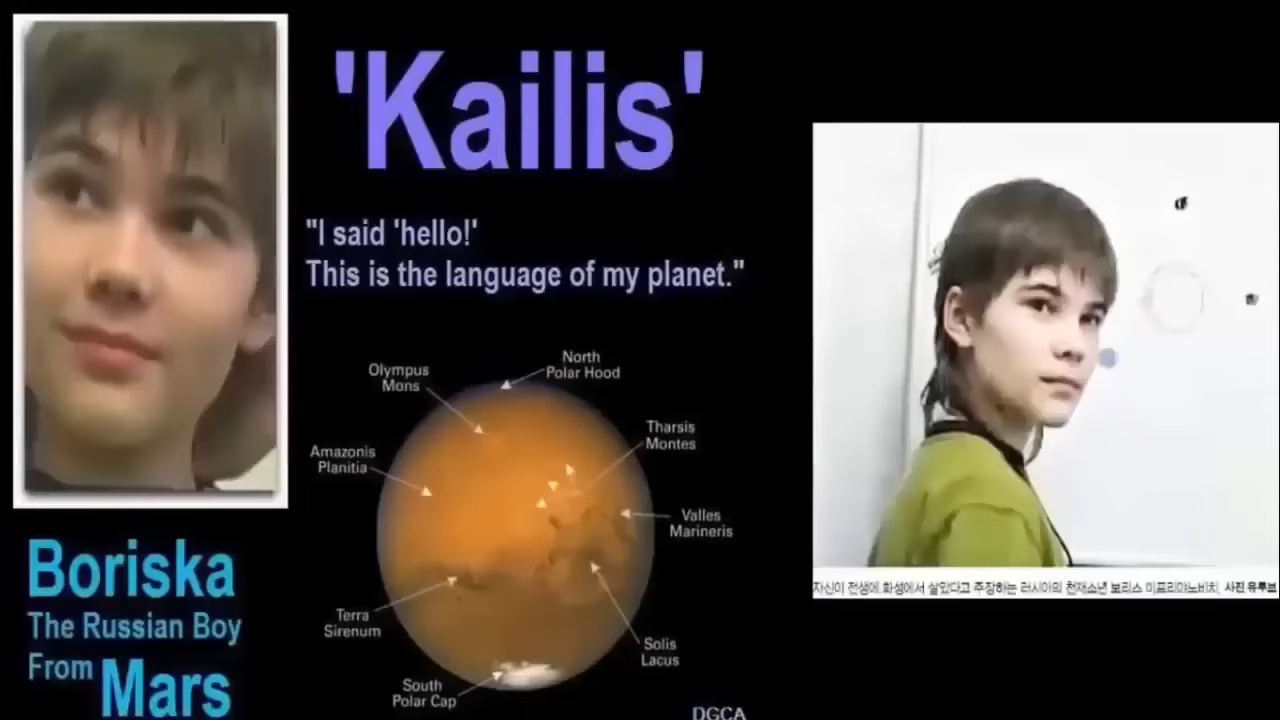 'Kailis'
"I said 'hello!'
This is the language of my planet."
Olympus
Mons
North
Polar Hood
Tharsis
Montes
Amazonis
Planitia
Valles
Marineris
Terra
Sirenum
Solis
Lacus
South
Polar Cap
Boriska
The Russian Boy
From Mars
자신이 전생에 화성에서 살았다고 주장하는 러시아의 천재소년 보리스 미프리야노비치. 사진 유튜브
DGCA